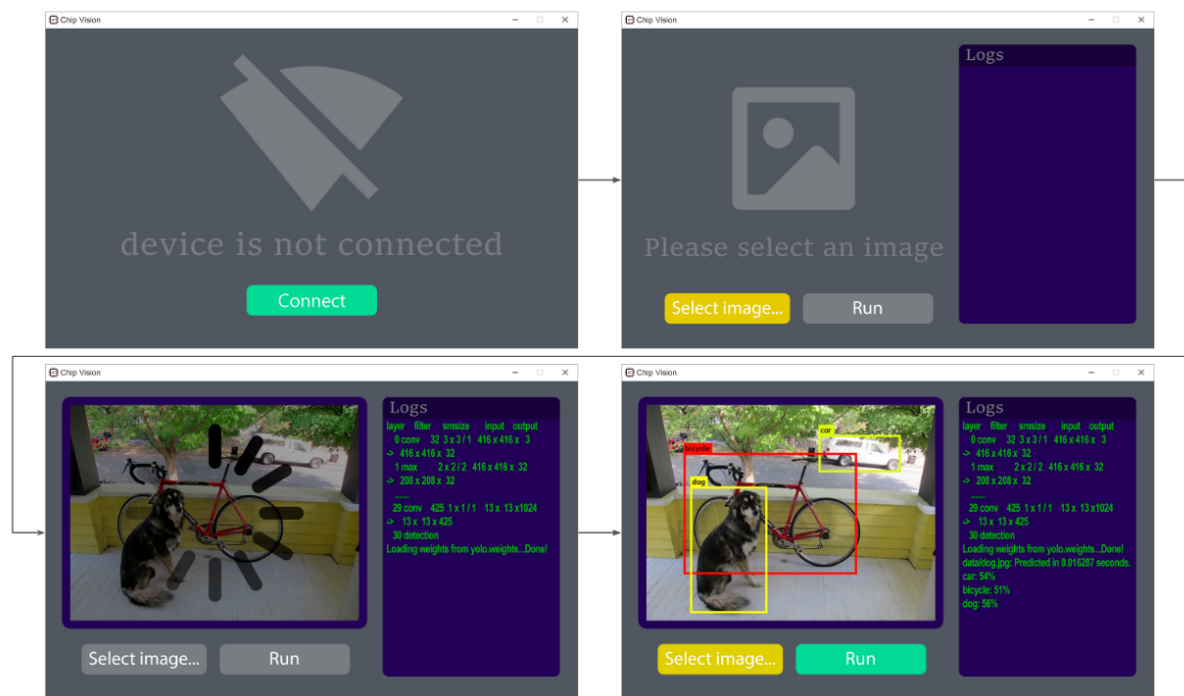 Chip Vision
device is not connected
Connect
Chip Vision
Logs
Please select an image
Select image...
Run
Chip Vision
Logs
layer filter smsize input output
0 conv 32 3 x 3 / 1 416 x 416 x 3
-> 416 x 416 x 32
1 max 2 x 2 / 2 416 x 416 x 32
-> 208 x 208 x 32
......
29 conv 425 1 x 1 / 1 13 x 13 x1024
-> 13 x 13 x 425
30 detection
Loading weights from yolo.weights...Done!
Select image...
Run
Chip Vision
car
bicycle
dog
Logs
layer filter smsize input output
0 conv 32 3 x 3 / 1 416 x 416 x 3
-> 416 x 416 x 32
1 max 2 x 2 / 2 416 x 416 x 32
-> 208 x 208 x 32
......
29 conv 425 1 x 1 / 1 13 x 13 x1024
-> 13 x 13 x 425
30 detection
Loading weights from yolo.weights...Done!
data/dog.jpg: Predicted in 0.016287 seconds.
car: 54%
bicycle: 51%
dog: 56%
Select image...
Run